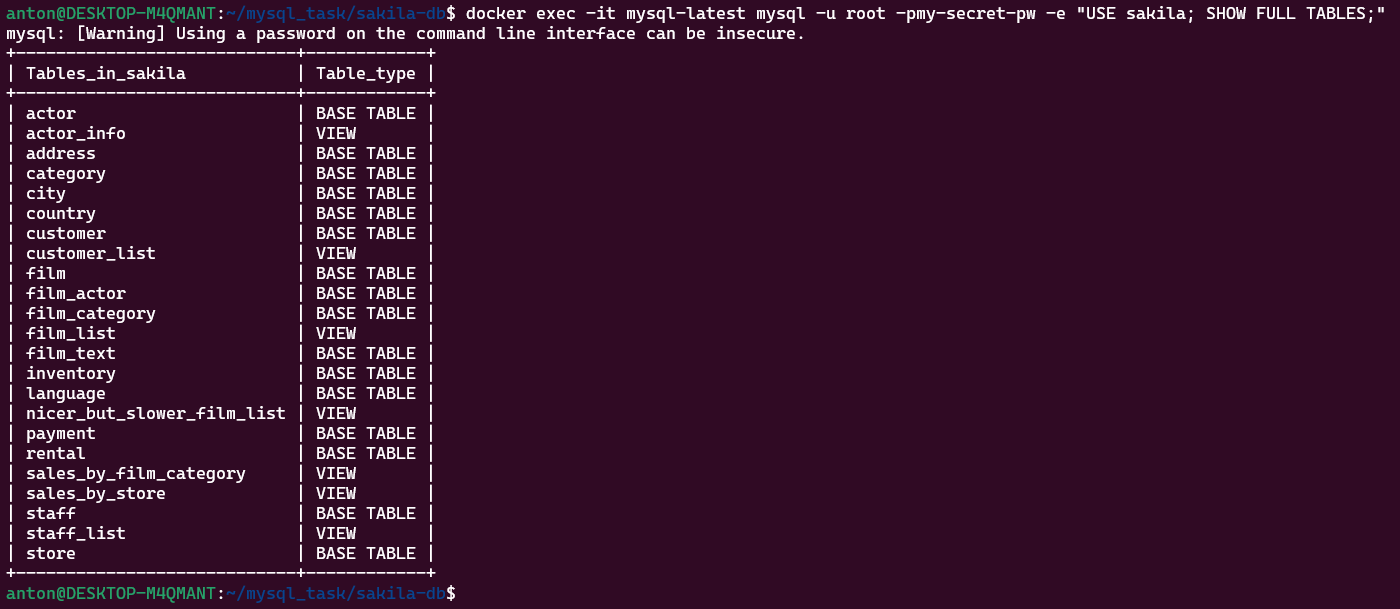 anton@DESKTOP-M4QMANT:~/mysql_task/sakila-db$ docker exec -it mysql-latest mysql -u root -pmy-secret-pw -e "USE sakila; SHOW FULL TABLES;"
mysql: [Warning] Using a password on the command line interface can be insecure.
+----------------------------+------------+
| Tables_in_sakila           | Table_type |
+----------------------------+------------+
| actor                      | BASE TABLE |
| actor_info                 | VIEW       |
| address                    | BASE TABLE |
| category                   | BASE TABLE |
| city                       | BASE TABLE |
| country                    | BASE TABLE |
| customer                   | BASE TABLE |
| customer_list              | VIEW       |
| film                       | BASE TABLE |
| film_actor                 | BASE TABLE |
| film_category              | BASE TABLE |
| film_list                  | VIEW       |
| film_text                  | BASE TABLE |
| inventory                  | BASE TABLE |
| language                   | BASE TABLE |
| nicer_but_slower_film_list | VIEW       |
| payment                    | BASE TABLE |
| rental                     | BASE TABLE |
| sales_by_film_category     | VIEW       |
| sales_by_store             | VIEW       |
| staff                      | BASE TABLE |
| staff_list                 | VIEW       |
| store                      | BASE TABLE |
+----------------------------+------------+
anton@DESKTOP-M4QMANT:~/mysql_task/sakila-db$